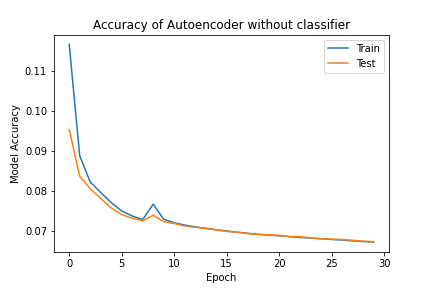 Accuracy of Autoencoder without classifier
Train
Test
0.11
0.10
0.09
0.08
0.07
Model Accuracy
0 5 10 15 20 25 30
Epoch